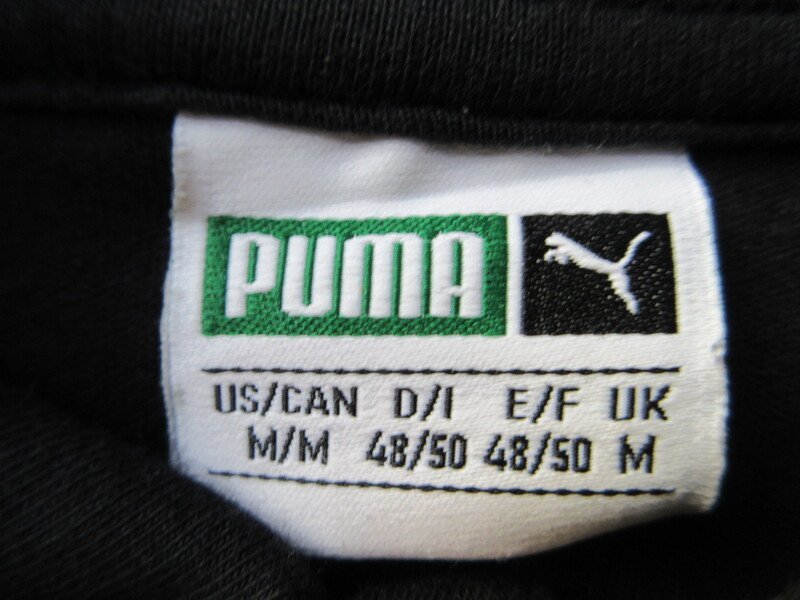 PUMA
US/CAN D/I E/F UK
M/M 48/50 48/50 M